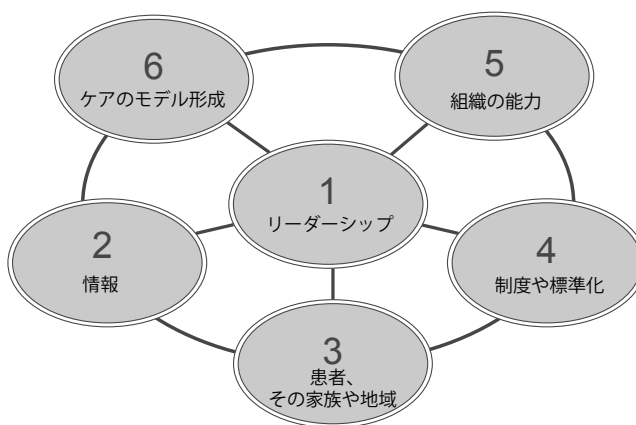 6
ケアのモデル形成
5
組織の能力
1
リーダーシップ
2
情報
4
制度や標準化
3
患者、
その家族や地域